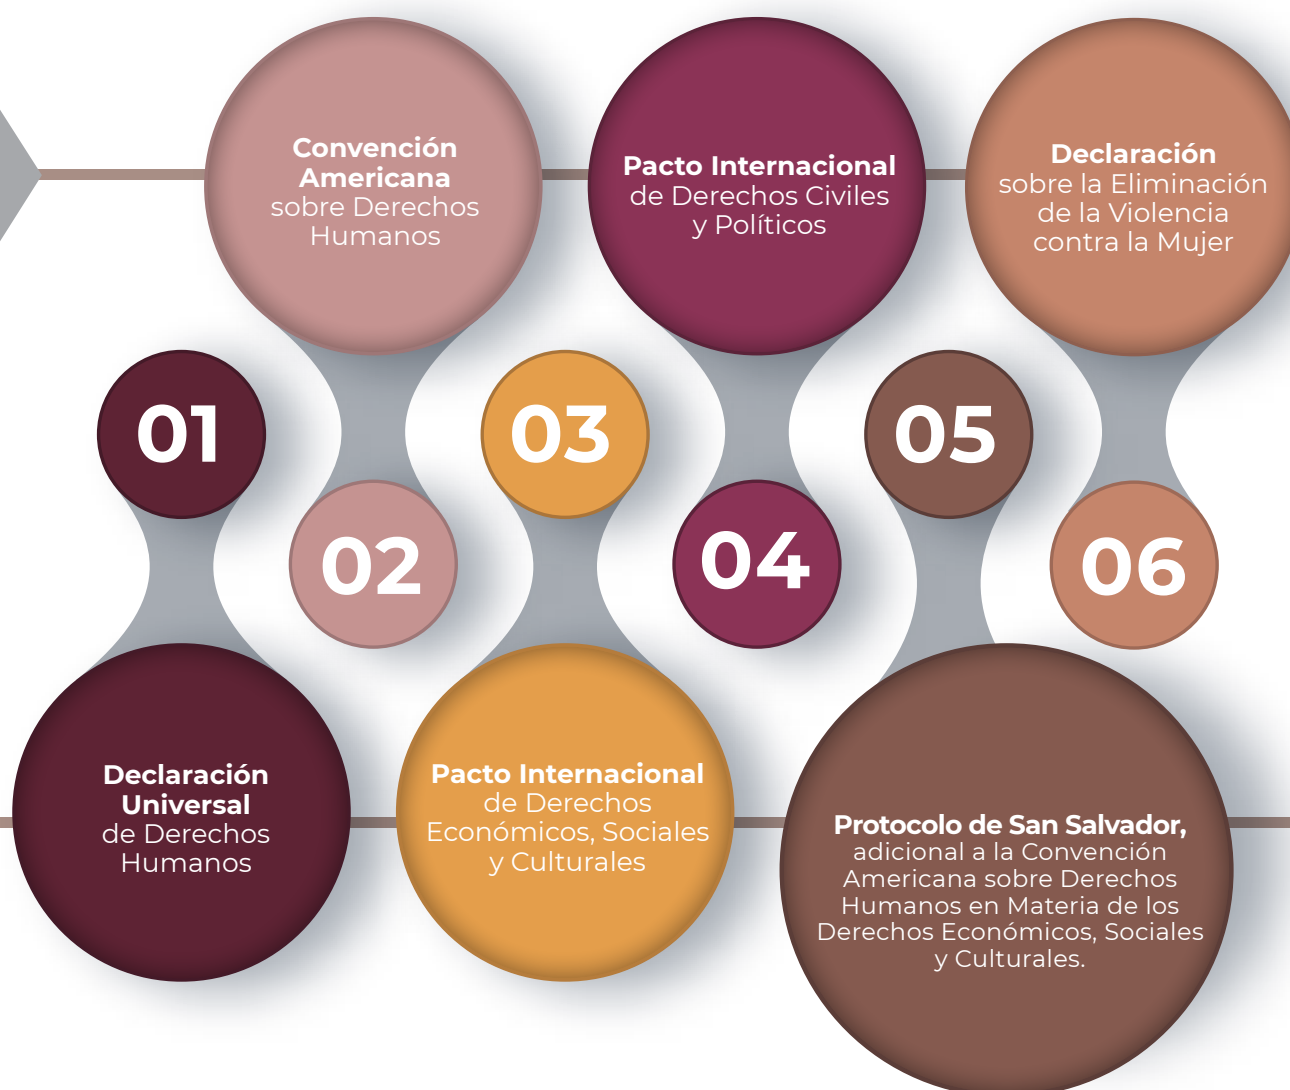 01
Declaración
Universal
de Derechos
Humanos
02
Convención
Americana
sobre Derechos
Humanos
03
Pacto Internacional
de Derechos
Económicos, Sociales
y Culturales
04
Pacto Internacional
de Derechos Civiles
y Políticos
05
Protocolo de San Salvador,
adicional a la Convención
Americana sobre Derechos
Humanos en Materia de los
Derechos Económicos, Sociales
y Culturales.
06
Declaración
sobre la Eliminación
de la Violencia
contra la Mujer